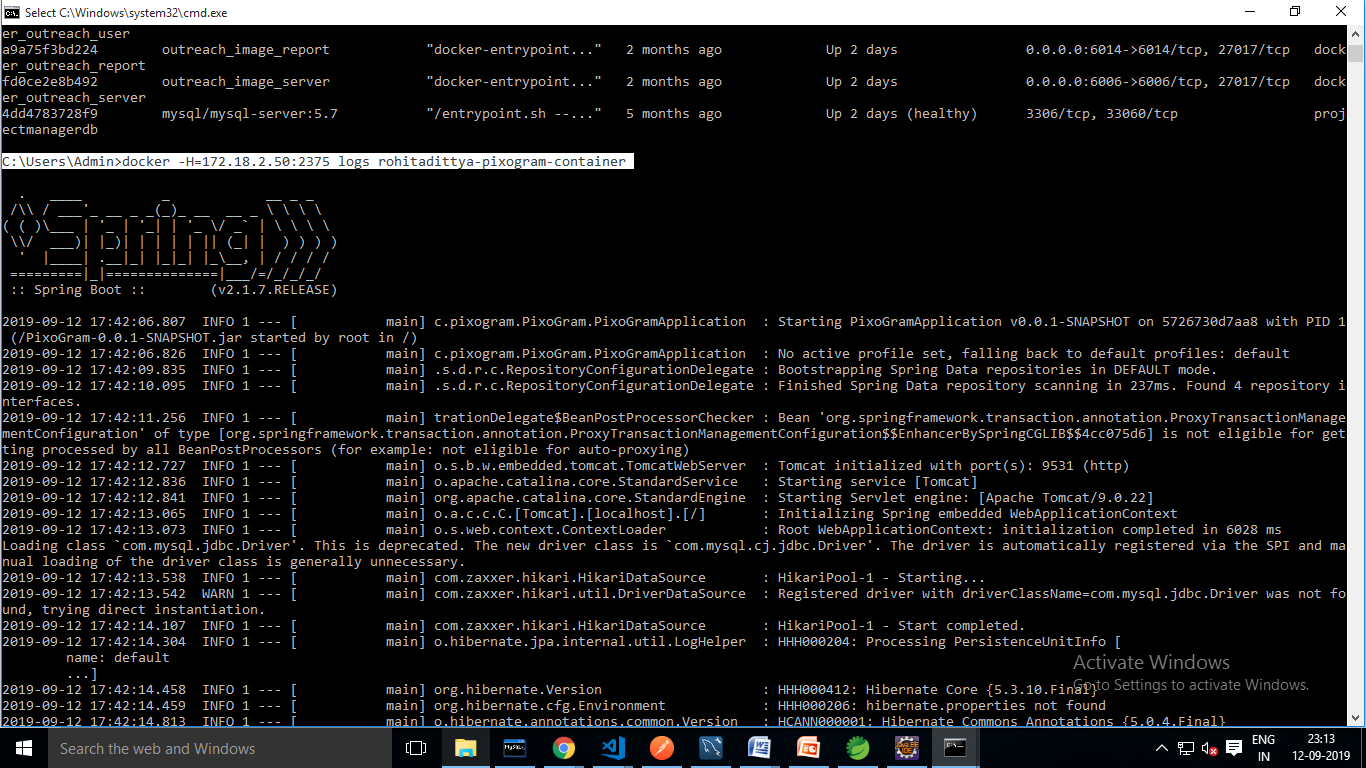 Select C:\Windows\system32\cmd.exe
er_outreach_user
a9a75f3bd224        outreach_image_report            "docker-entrypoint..."   2 months ago             Up 2 days                0.0.0.0:6014->6014/tcp, 27017/tcp   dock
er_outreach_report
fd0ce2e8b492        outreach_image_server            "docker-entrypoint..."   2 months ago             Up 2 days                0.0.0.0:6006->6006/tcp, 27017/tcp   dock
er_outreach_server
4dd4783728f9        mysql/mysql-server:5.7           "/entrypoint.sh --..."   5 months ago             Up 2 days (healthy)      3306/tcp, 33060/tcp                 proj
ectmanagerdb
C:\Users\Admin>docker -H=172.18.2.50:2375 logs rohitadittya-pixogram-container
  .   ____          _            __ _ _
 /\\ / ___'_ __ _ _(_)_ __  __ _ \ \ \ \
( ( )\___ | '_ | '_| | '_ \/ _` | \ \ \ \
 \\/  ___)| |_)| | | | | || (_| |  ) ) ) )
  '  |____| .__|_| |_|_| |_\__, | / / / /
 =========|_|==============|___/=/_/_/_/
 :: Spring Boot ::        (v2.1.7.RELEASE)
2019-09-12 17:42:06.807  INFO 1 --- [           main] c.pixogram.PixoGram.PixoGramApplication  : Starting PixoGramApplication v0.0.1-SNAPSHOT on 5726730d7aa8 with PID 1
 (/PixoGram-0.0.1-SNAPSHOT.jar started by root in /)
2019-09-12 17:42:06.826  INFO 1 --- [           main] c.pixogram.PixoGram.PixoGramApplication  : No active profile set, falling back to default profiles: default
2019-09-12 17:42:09.835  INFO 1 --- [           main] .s.d.r.c.RepositoryConfigurationDelegate : Bootstrapping Spring Data repositories in DEFAULT mode.
2019-09-12 17:42:10.095  INFO 1 --- [           main] .s.d.r.c.RepositoryConfigurationDelegate : Finished Spring Data repository scanning in 237ms. Found 4 repository i
nterfaces.
2019-09-12 17:42:11.256  INFO 1 --- [           main] trationDelegate$BeanPostProcessorChecker : Bean 'org.springframework.transaction.annotation.ProxyTransactionManage
mentConfiguration' of type [org.springframework.transaction.annotation.ProxyTransactionManagementConfiguration$$EnhancerBySpringCGLIB$$4cc075d6] is not eligible for get
ting processed by all BeanPostProcessors (for example: not eligible for auto-proxying)
2019-09-12 17:42:12.727  INFO 1 --- [           main] o.s.b.w.embedded.tomcat.TomcatWebServer  : Tomcat initialized with port(s): 9531 (http)
2019-09-12 17:42:12.836  INFO 1 --- [           main] o.apache.catalina.core.StandardService   : Starting service [Tomcat]
2019-09-12 17:42:12.841  INFO 1 --- [           main] org.apache.catalina.core.StandardEngine  : Starting Servlet engine: [Apache Tomcat/9.0.22]
2019-09-12 17:42:13.065  INFO 1 --- [           main] o.a.c.c.C.[Tomcat].[localhost].[/]       : Initializing Spring embedded WebApplicationContext
2019-09-12 17:42:13.073  INFO 1 --- [           main] o.s.web.context.ContextLoader            : Root WebApplicationContext: initialization completed in 6028 ms
Loading class `com.mysql.jdbc.Driver'. This is deprecated. The new driver class is `com.mysql.cj.jdbc.Driver'. The driver is automatically registered via the SPI and ma
nual loading of the driver class is generally unnecessary.
2019-09-12 17:42:13.538  INFO 1 --- [           main] com.zaxxer.hikari.HikariDataSource       : HikariPool-1 - Starting...
2019-09-12 17:42:13.542  WARN 1 --- [           main] com.zaxxer.hikari.util.DriverDataSource  : Registered driver with driverClassName=com.mysql.jdbc.Driver was not fo
und, trying direct instantiation.
2019-09-12 17:42:14.107  INFO 1 --- [           main] com.zaxxer.hikari.HikariDataSource       : HikariPool-1 - Start completed.
2019-09-12 17:42:14.304  INFO 1 --- [           main] o.hibernate.jpa.internal.util.LogHelper  : HHH000204: Processing PersistenceUnitInfo [
        name: default
        ...]
2019-09-12 17:42:14.458  INFO 1 --- [           main] org.hibernate.Version                    : HHH000412: Hibernate Core {5.3.10.Final}
2019-09-12 17:42:14.459  INFO 1 --- [           main] org.hibernate.cfg.Environment            : HHH000206: hibernate.properties not found
2019-09-12 17:42:14.813  INFO 1 --- [           main] o.hibernate.annotations.common.Version   : HCANN000001: Hibernate Commons Annotations {5.0.4.Final}
Activate Windows
Go to Settings to activate Windows.
Search the web and Windows
MySQL
JAVA EE
IDE
ENG
IN
23:13
12-09-2019